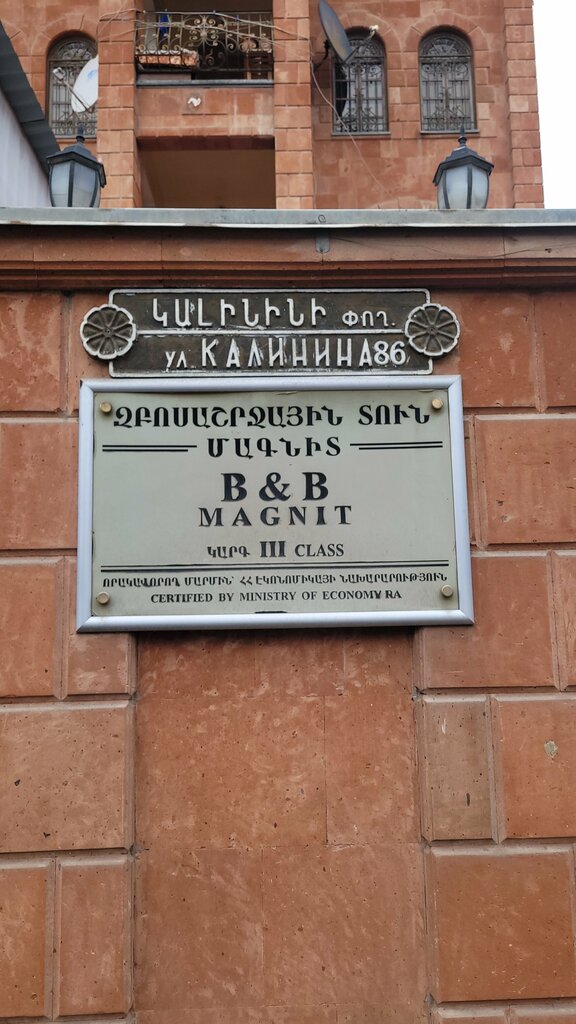 ԿԱԼԻՆԻՆԻ ՓՈՂ.
УЛ КАЛИНИНА 86
ԶԲՈՍԱՇՐՋԱՅԻՆ ՏՈՒՆ
ՄԱԳՆԻՏ
B & B
MAGNIT
ԿԱՐԳ III CLASS
ՈՐԱԿԱՎՈՐՈՂ ՄԱՐՄԻՆ՝ ՀՀ ԷԿՈՆՈՄԻԿԱՅԻ ՆԱԽԱՐԱՐՈՒԹՅՈՒՆ
CERTIFIED BY MINISTRY OF ECONOMY RA